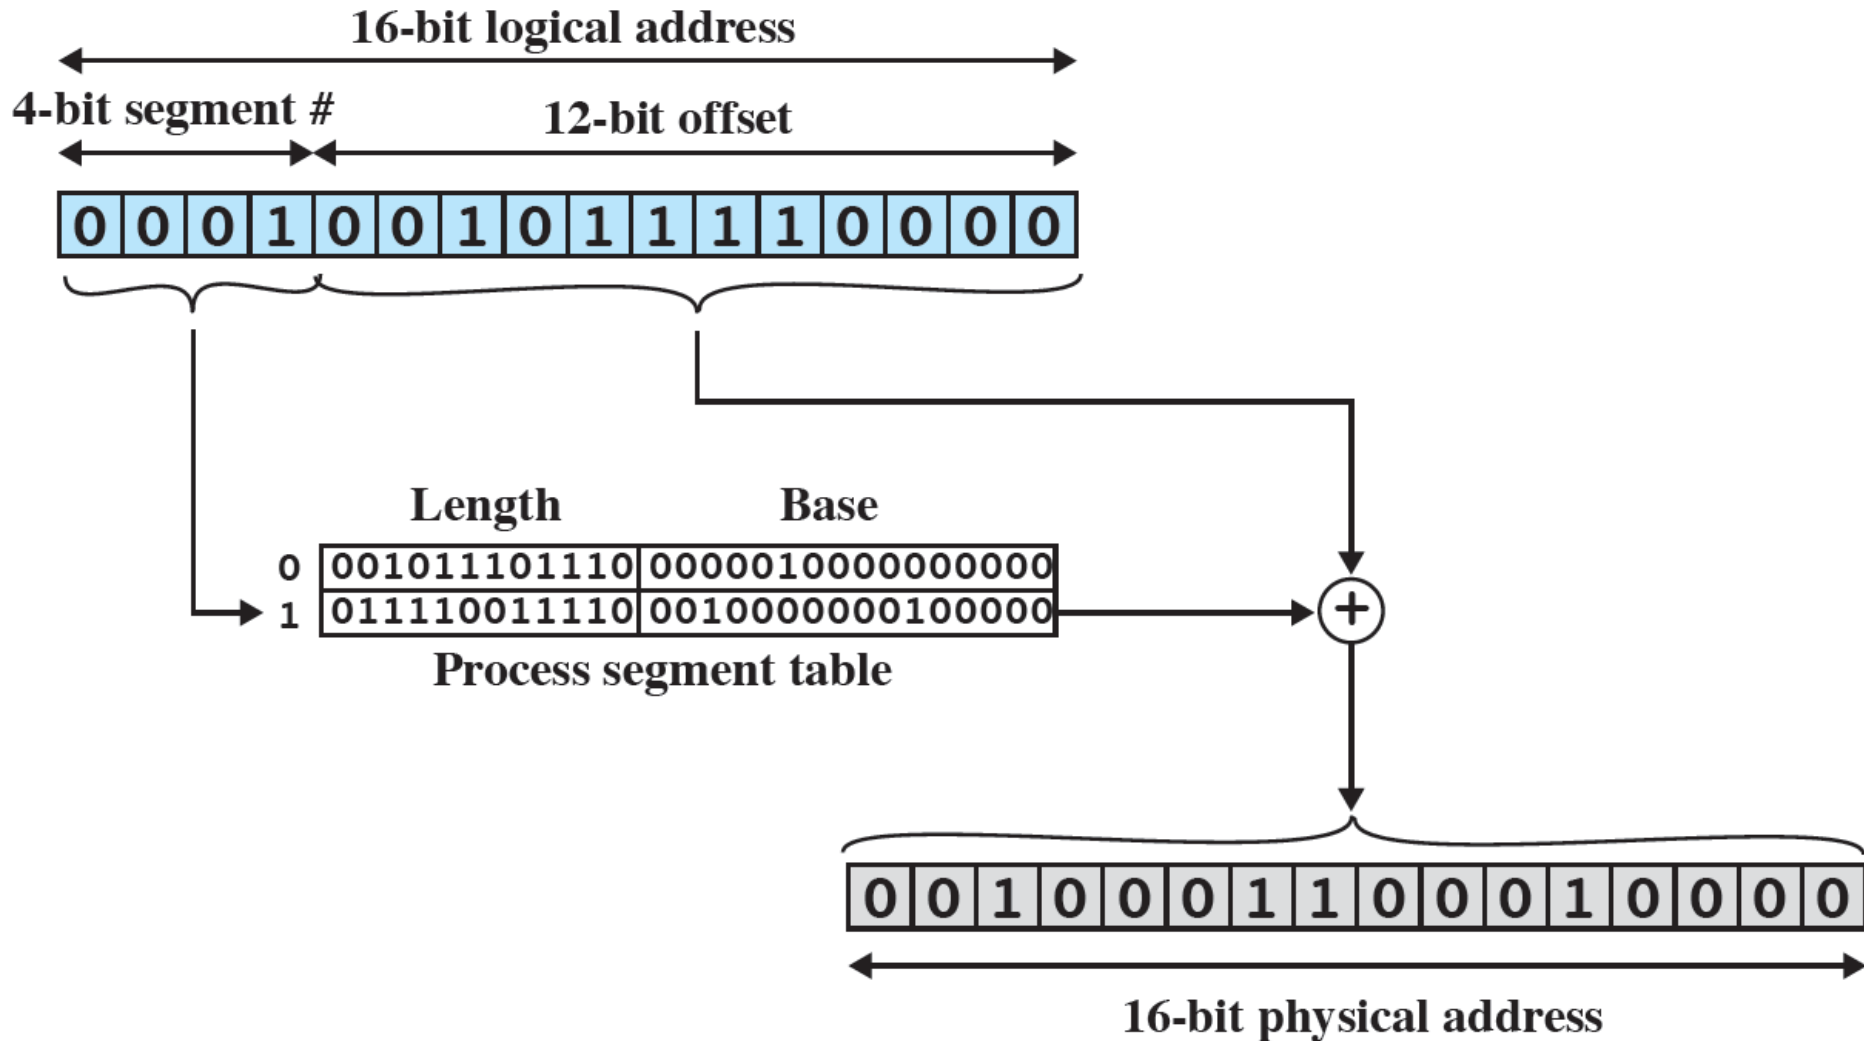 16-bit logical address
4-bit segment # 12-bit offset
0 0 0 1 0 0 1 0 1 1 1 1 0 0 0 0
Length Base
0 001011101110 0000010000000000
1 011110011110 0010000000100000
+
Process segment table
0 0 1 0 0 0 1 1 0 0 0 1 0 0 0 0
16-bit physical address